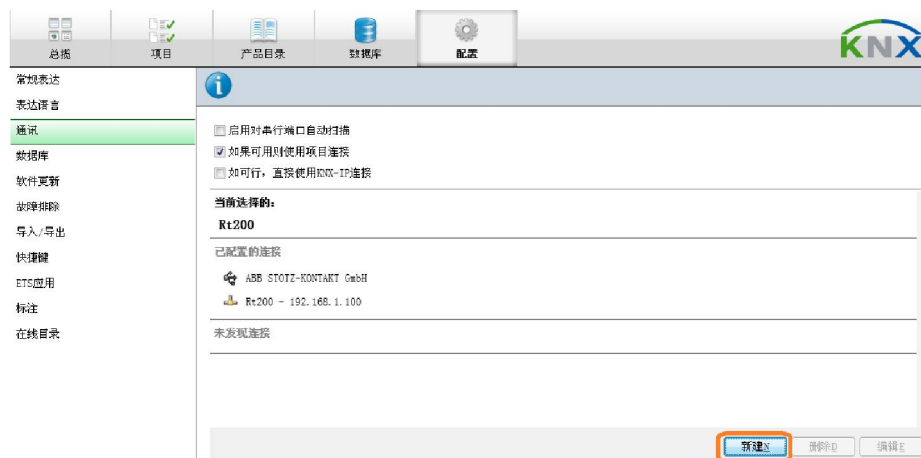 总揽 项目 产品目录 数据库 配置
KNX
常规表达
表达语言
通讯
数据库
软件更新
故障排除
导入/导出
快捷键
ETS应用
标注
在线目录
启用对串行端口自动扫描
如果可用则使用项目连接
如可行，直接使用KNX-IP连接
当前选择的:
Rt200
已配置的连接
ABB STOTZ-KONTAKT GmbH
Rt200 - 192.168.1.100
未发现连接
新建N 删除D 编辑E